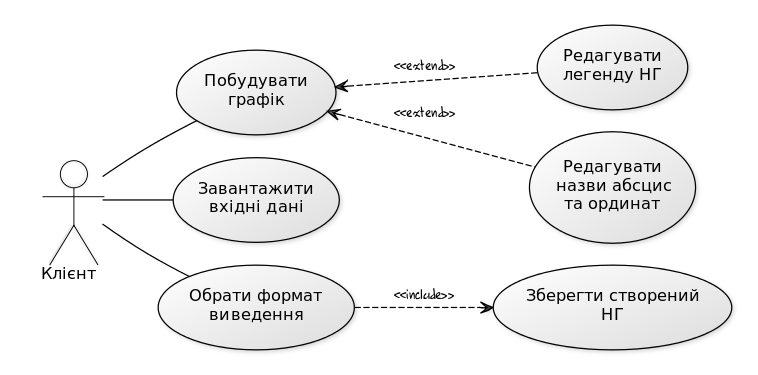 Побудувати
графік
<<extend>>
Редагувати
легенду НГ
<<extend>>
Завантажити
вхідні дані
Редагувати
назви абсцис
та ординат
Клієнт
Обрати формат
виведення
<<include>>
Зберегти створений
НГ